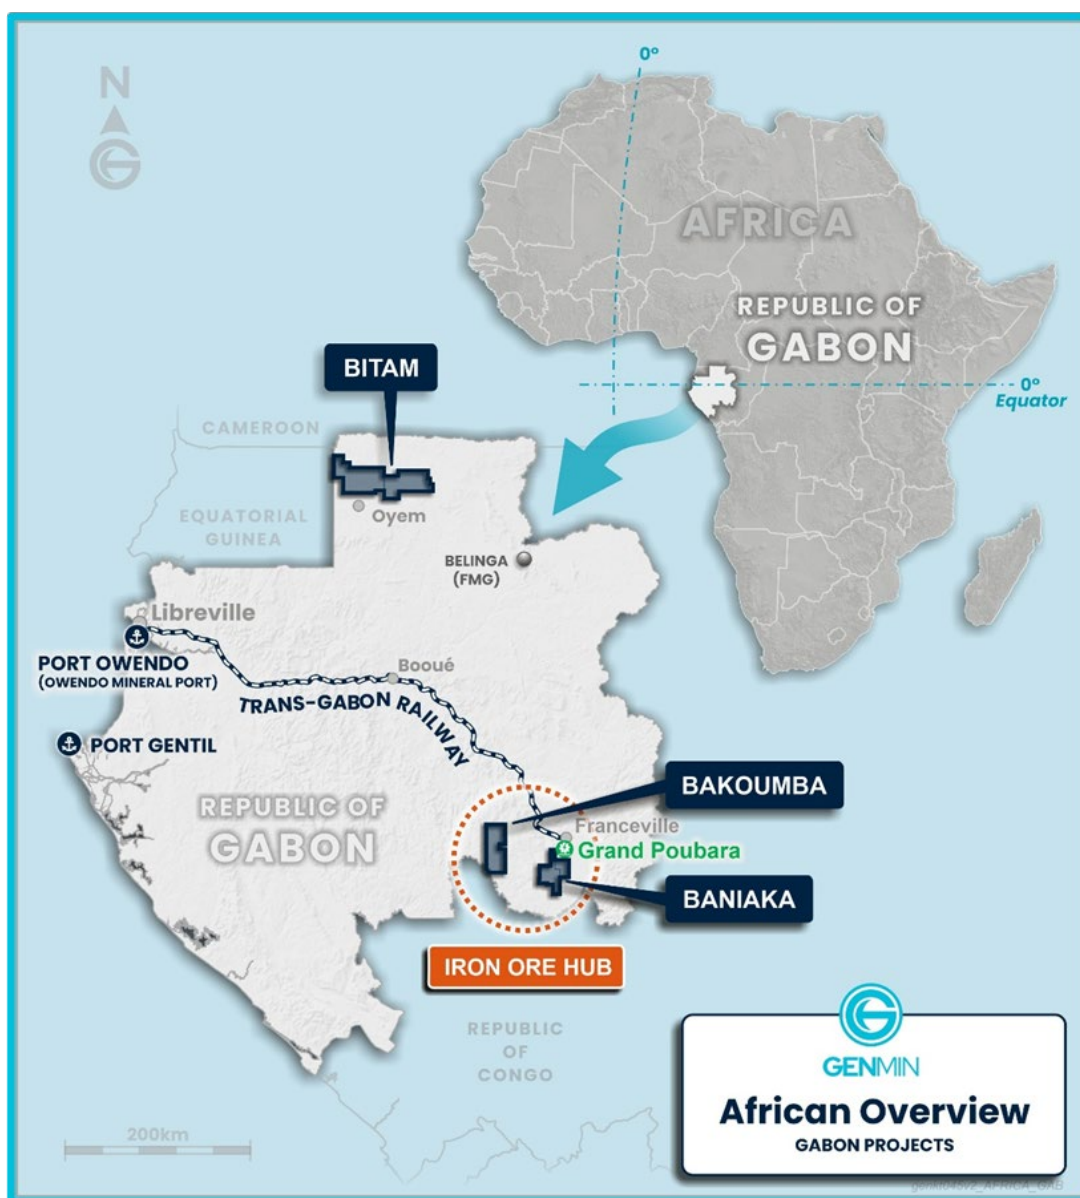 N
0°
AFRICA
REPUBLIC OF
GABON
0°
Equator
BITAM
CAMEROON
EQUATORIAL
GUINEA
Oyem
BELINGA
(FMG)
Libreville
PORT OWENDO
(OWENDO MINERAL PORT)
Booué
TRANS-GABON RAILWAY
PORT GENTIL
REPUBLIC OF
GABON
BAKOUMBA
Franceville
Grand Poubara
BANIAKA
IRON ORE HUB
REPUBLIC
OF
CONGO
200km
GENMIN
African Overview
GABON PROJECTS